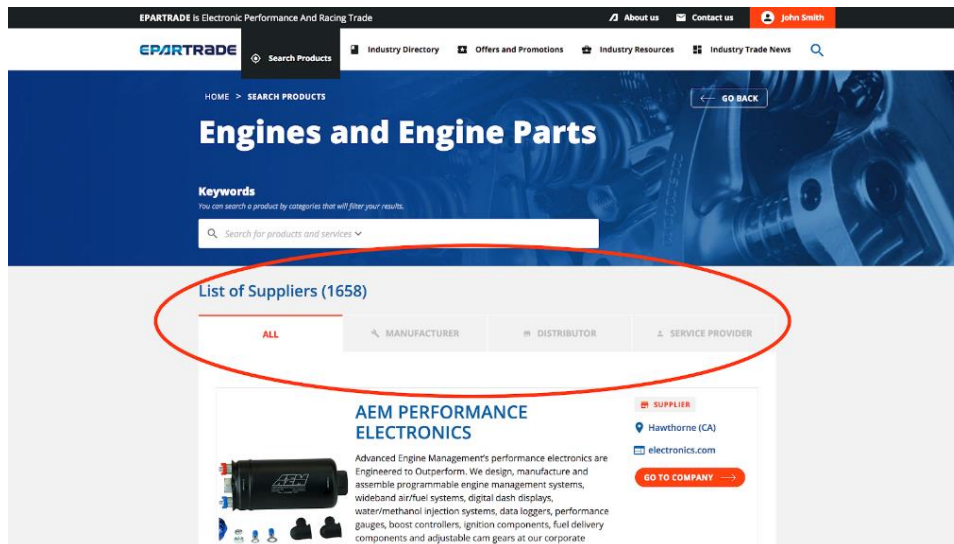 EPARTRADE is Electronic Performance And Racing Trade
About us
Contact us
John Smith
EPARTRADE
Search Products
Industry Directory
Offers and Promotions
Industry Resources
Industry Trade News
HOME > SEARCH PRODUCTS
GO BACK
Engines and Engine Parts
Keywords
You can search a product by categories that will filter your results.
Search for products and services
List of Suppliers (1658)
ALL
MANUFACTURER
DISTRIBUTOR
SERVICE PROVIDER
AEM PERFORMANCE
ELECTRONICS
SUPPLIER
Hawthorne (CA)
electronics.com
GO TO COMPANY
Advanced Engine Management's performance electronics are
Engineered to Outperform. We design, manufacture and
assemble programmable engine management systems,
wideband air/fuel systems, digital dash displays,
water/methanol injection systems, data loggers, performance
gauges, boost controllers, ignition components, fuel delivery
components and adjustable cam gears at our corporate
AEM